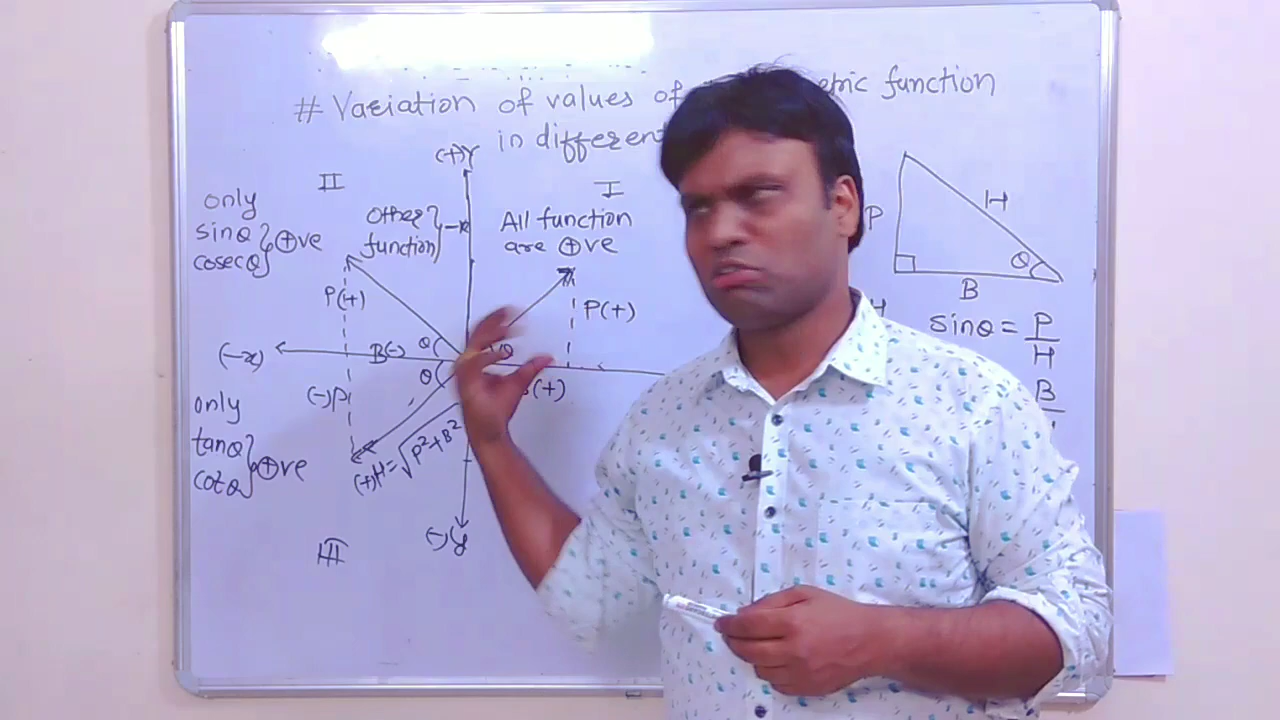 # Variation of values of etric function
in different
(+)Y
II
I
only
sinθ
cosecθ
⊕ve
Other
function
All function
are ⊕ve
P(+)
P(+)
(-x)
B(-)
θ
θ
θ
(+)
(-)P
only
tanθ
cotθ
⊕ve
(+)H=√P²+B²
(-)y
III
P
H
θ
B
H
sinθ = P/H
B